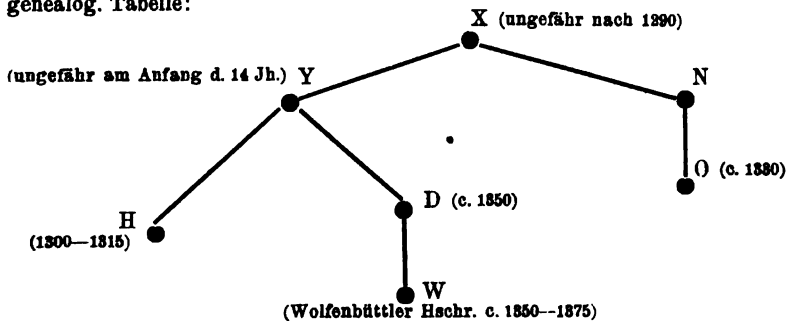 genealog. Tabelle:
X (ungefähr nach 1290)
(ungefähr am Anfang d. 14 Jh.) Y
N
O (c. 1330)
D (c. 1350)
H
(1300—1315)
W
(Wolfenbüttler Hschr. c. 1350--1375)